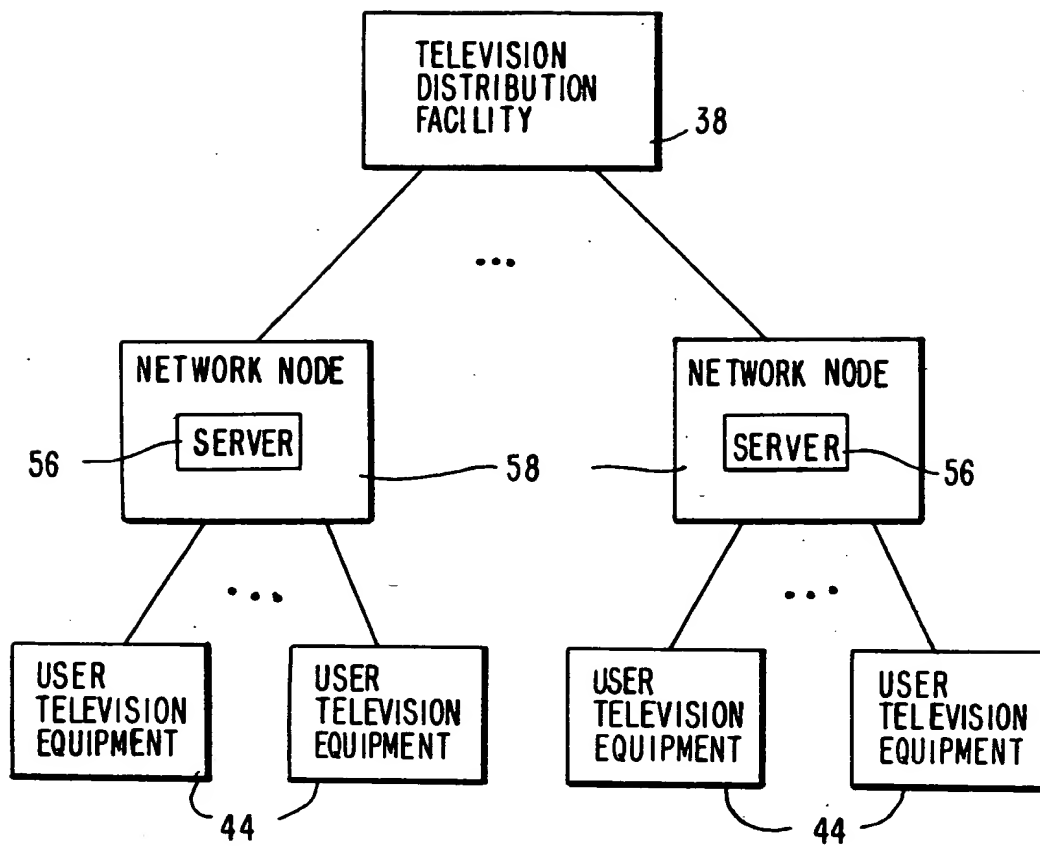 TELEVISION
DISTRIBUTION
FACILITY
38
NETWORK NODE
SERVER
56
58
NETWORK NODE
SERVER
56
USER
TELEVISION
EQUIPMENT
USER
TELEVISION
EQUIPMENT
44
USER
TELEVISION
EQUIPMENT
USER
TELEVISION
EQUIPMENT
44